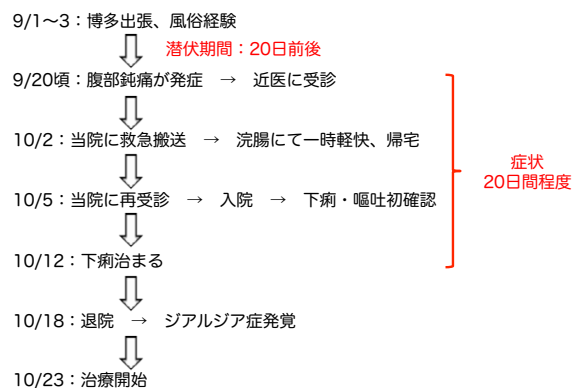 9/1〜3：博多出張、風俗経験
潜伏期間：20日前後
9/20頃：腹部鈍痛が発症　→　近医に受診
10/2：当院に救急搬送　→　浣腸にて一時軽快、帰宅
症状
20日間程度
10/5：当院に再受診　→　入院　→　下痢・嘔吐初確認
10/12：下痢治まる
10/18：退院　→　ジアルジア症発覚
10/23：治療開始